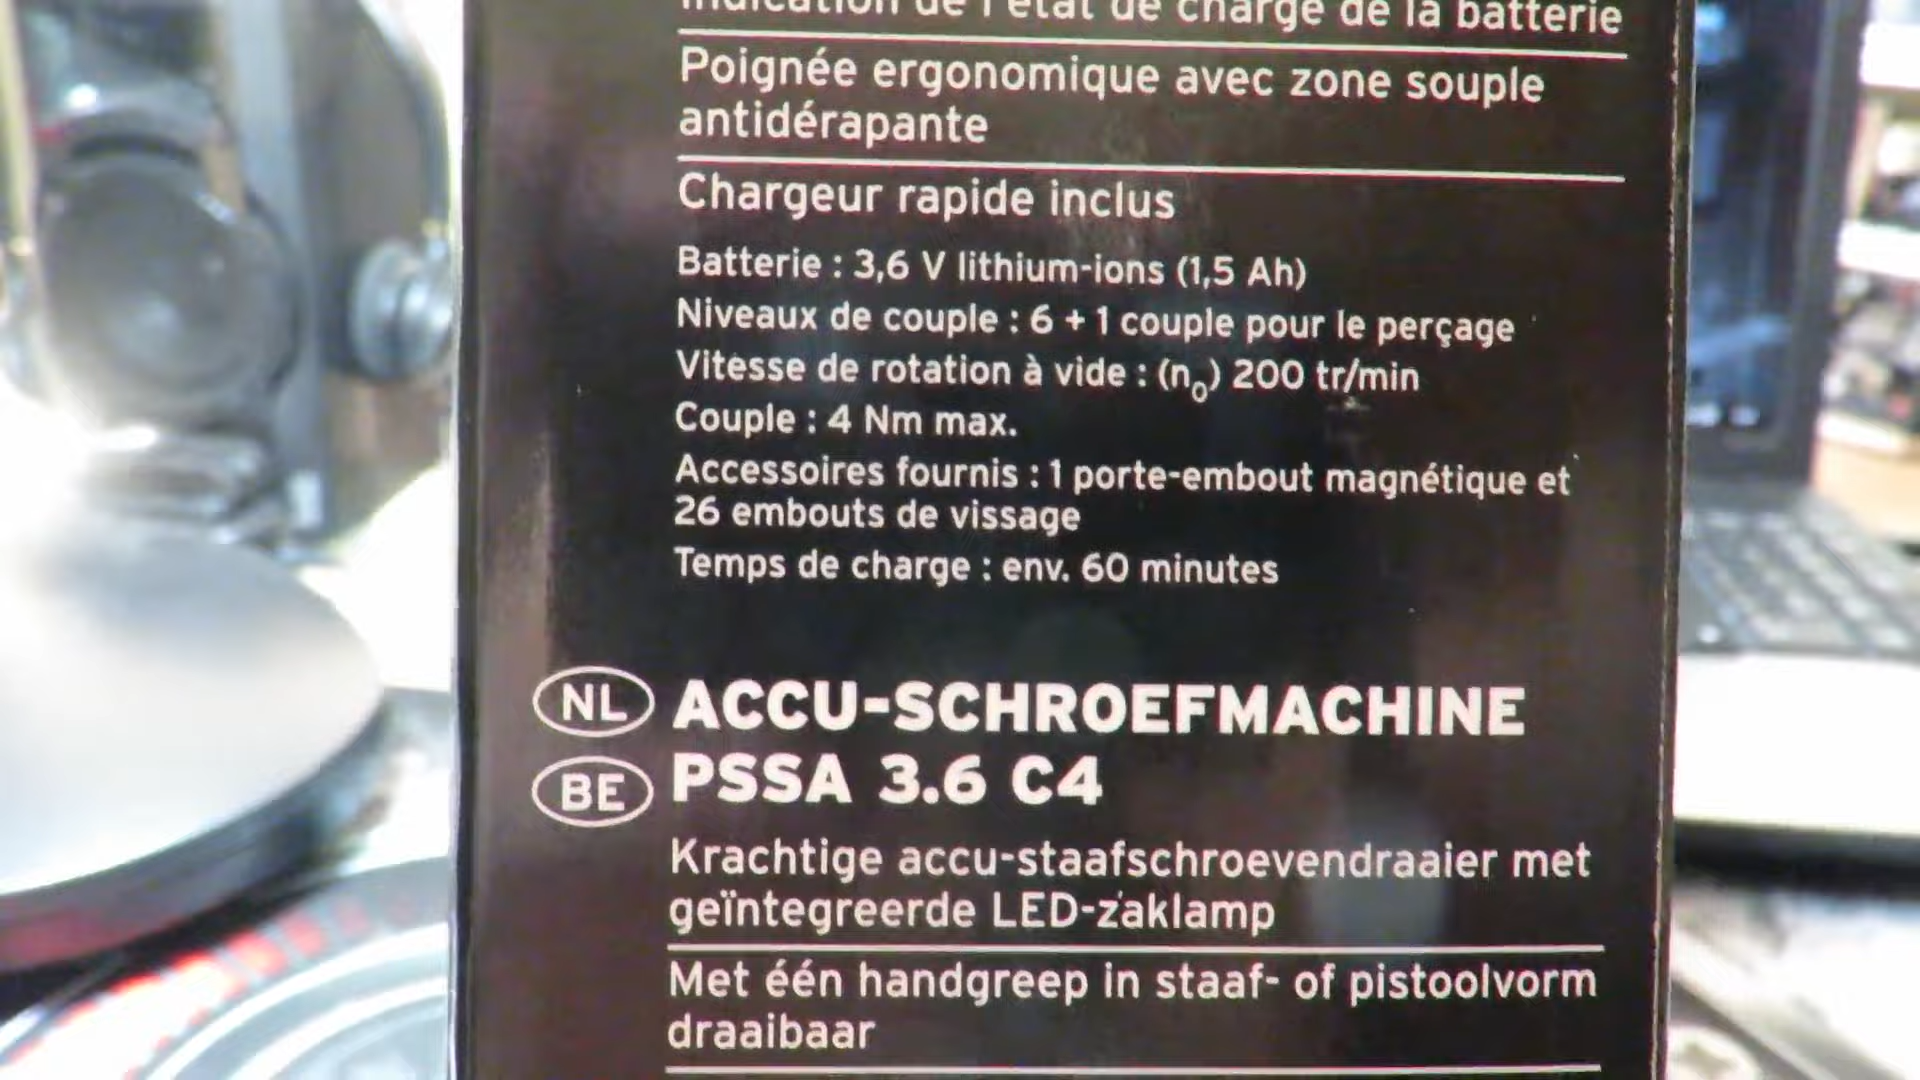 Indication de l'état de charge de la batterie
Poignée ergonomique avec zone souple
antidérapante
Chargeur rapide inclus
Batterie : 3,6 V lithium-ions (1,5 Ah)
Niveaux de couple : 6 + 1 couple pour le perçage
Vitesse de rotation à vide : (n₀) 200 tr/min
Couple : 4 Nm max.
Accessoires fournis : 1 porte-embout magnétique et
26 embouts de vissage
Temps de charge : env. 60 minutes
NL ACCU-SCHROEFMACHINE
BE PSSA 3.6 C4
Krachtige accu-staafschroevendraaier met
geïntegreerde LED-zaklamp
Met één handgreep in staaf- of pistoolvorm
draaibaar